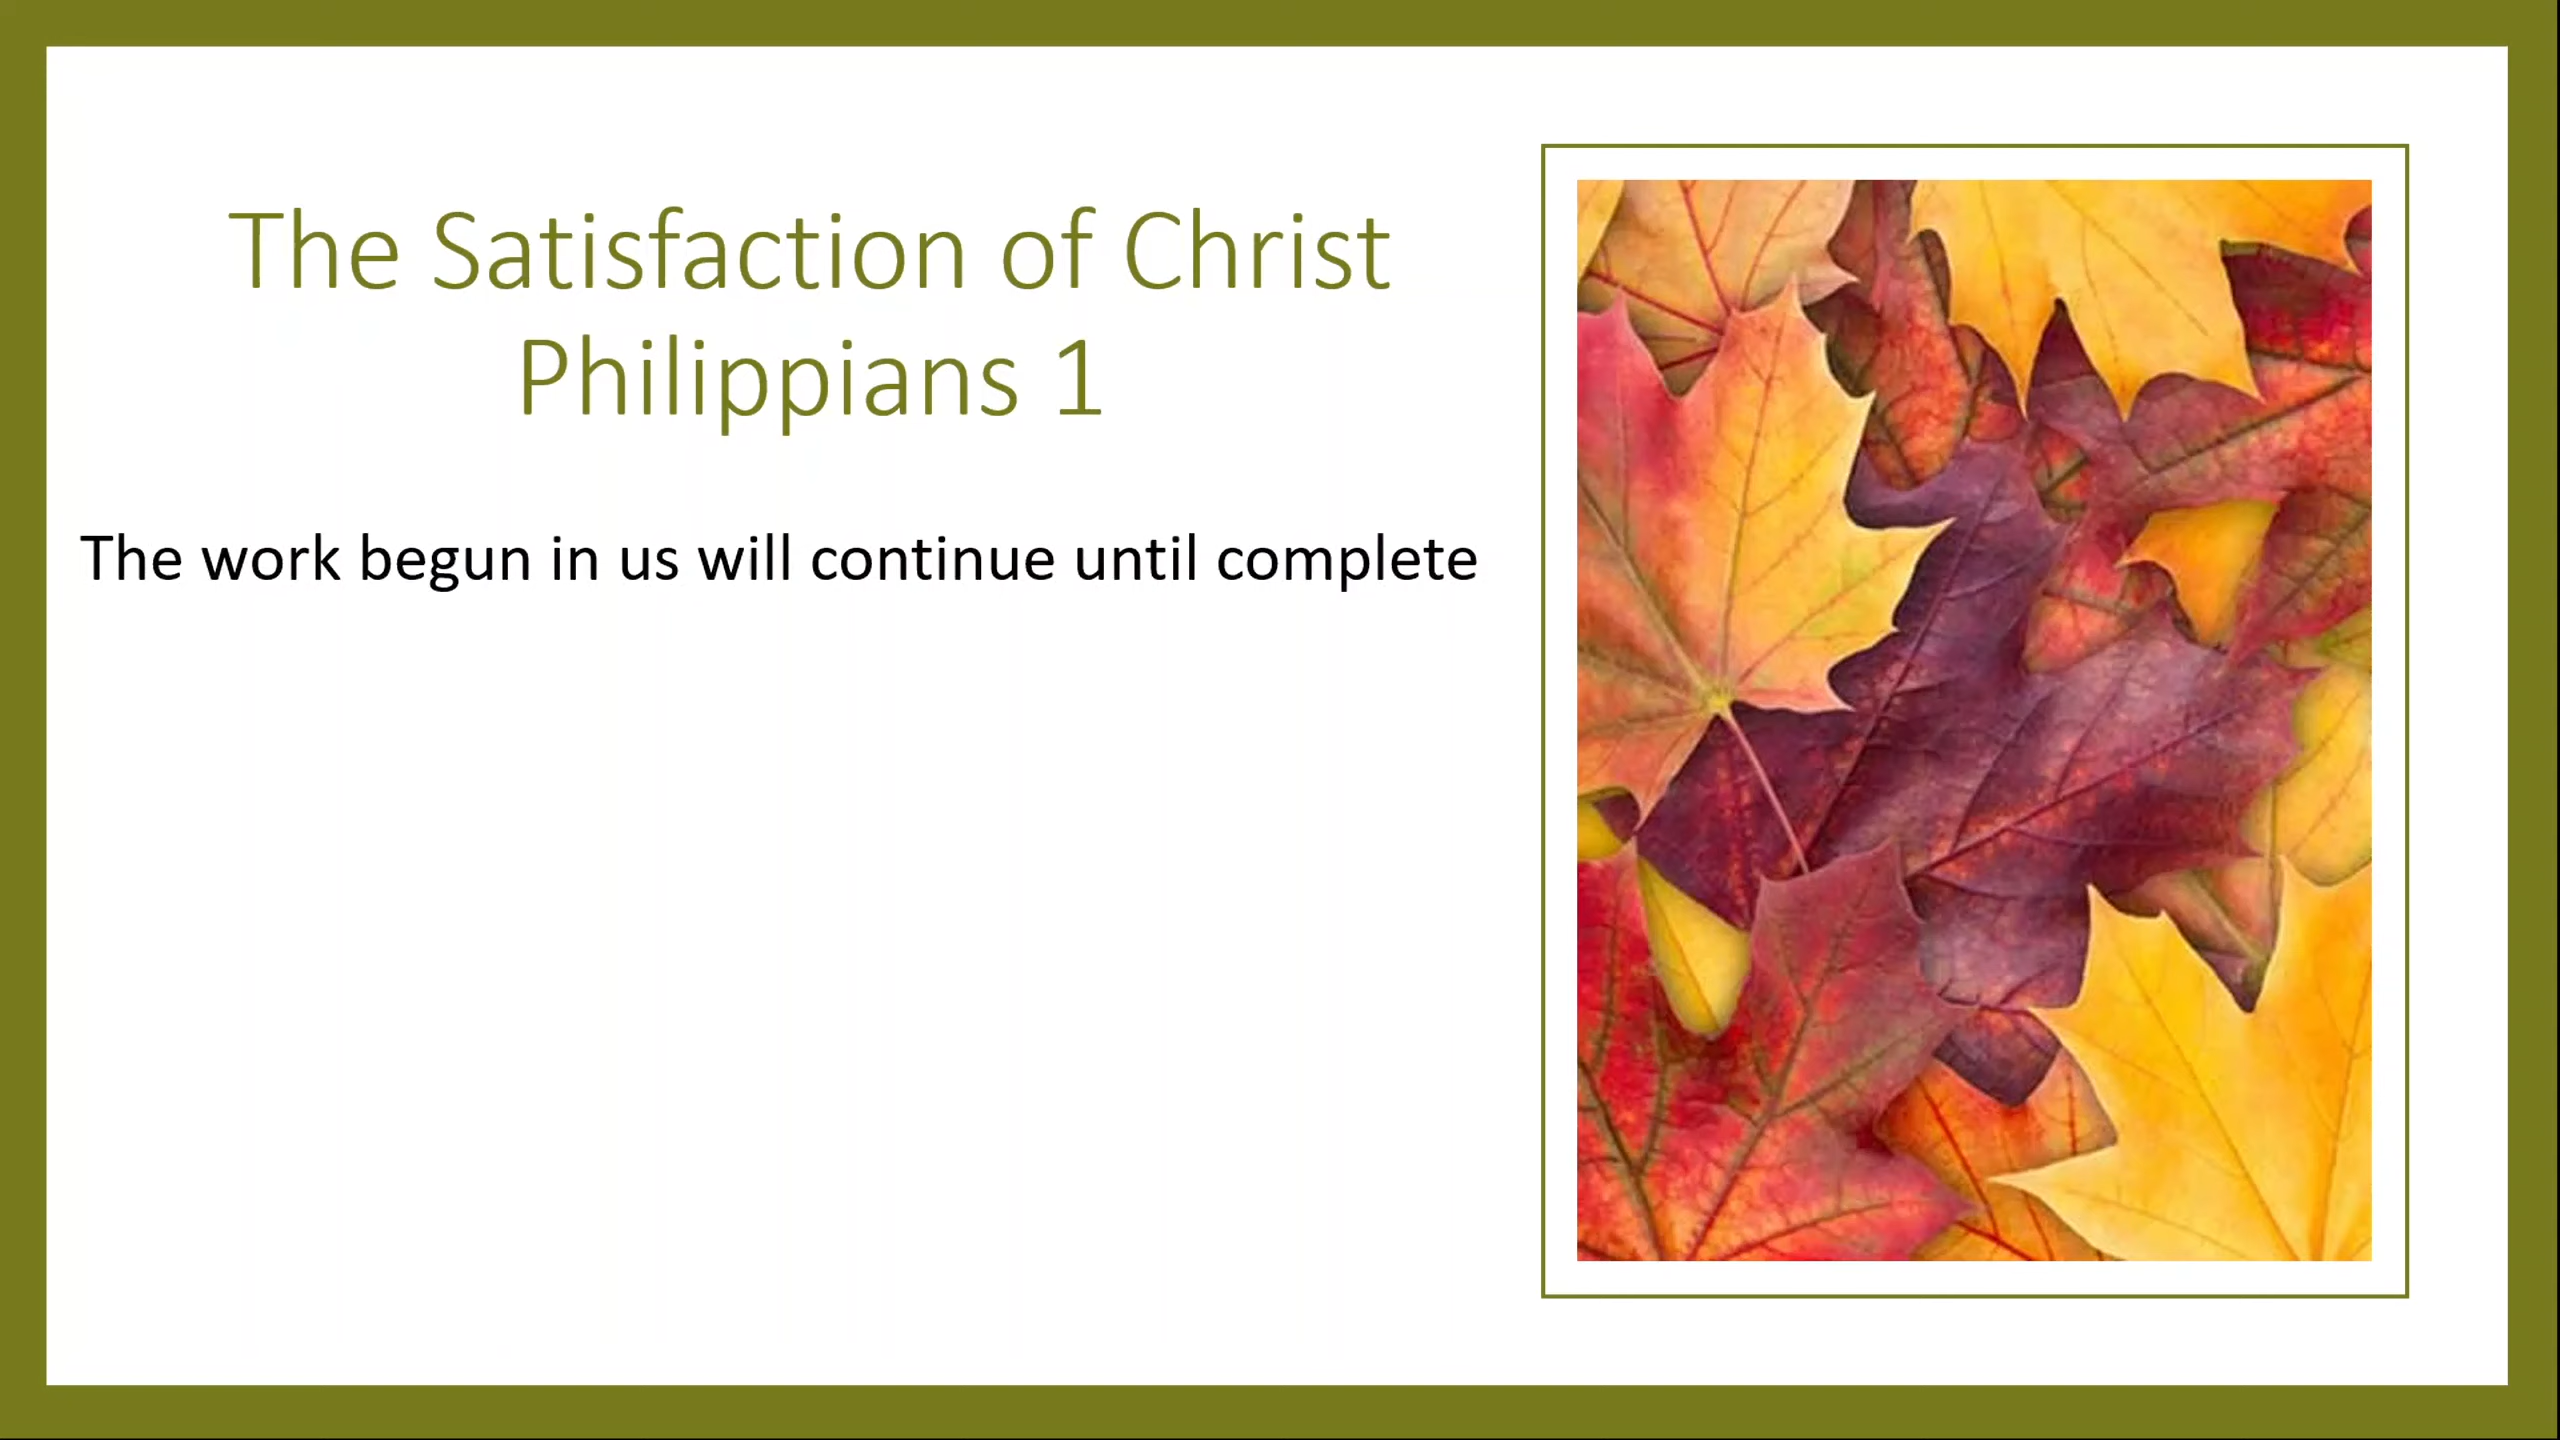 The Satisfaction of Christ
Philippians 1
The work begun in us will continue until complete